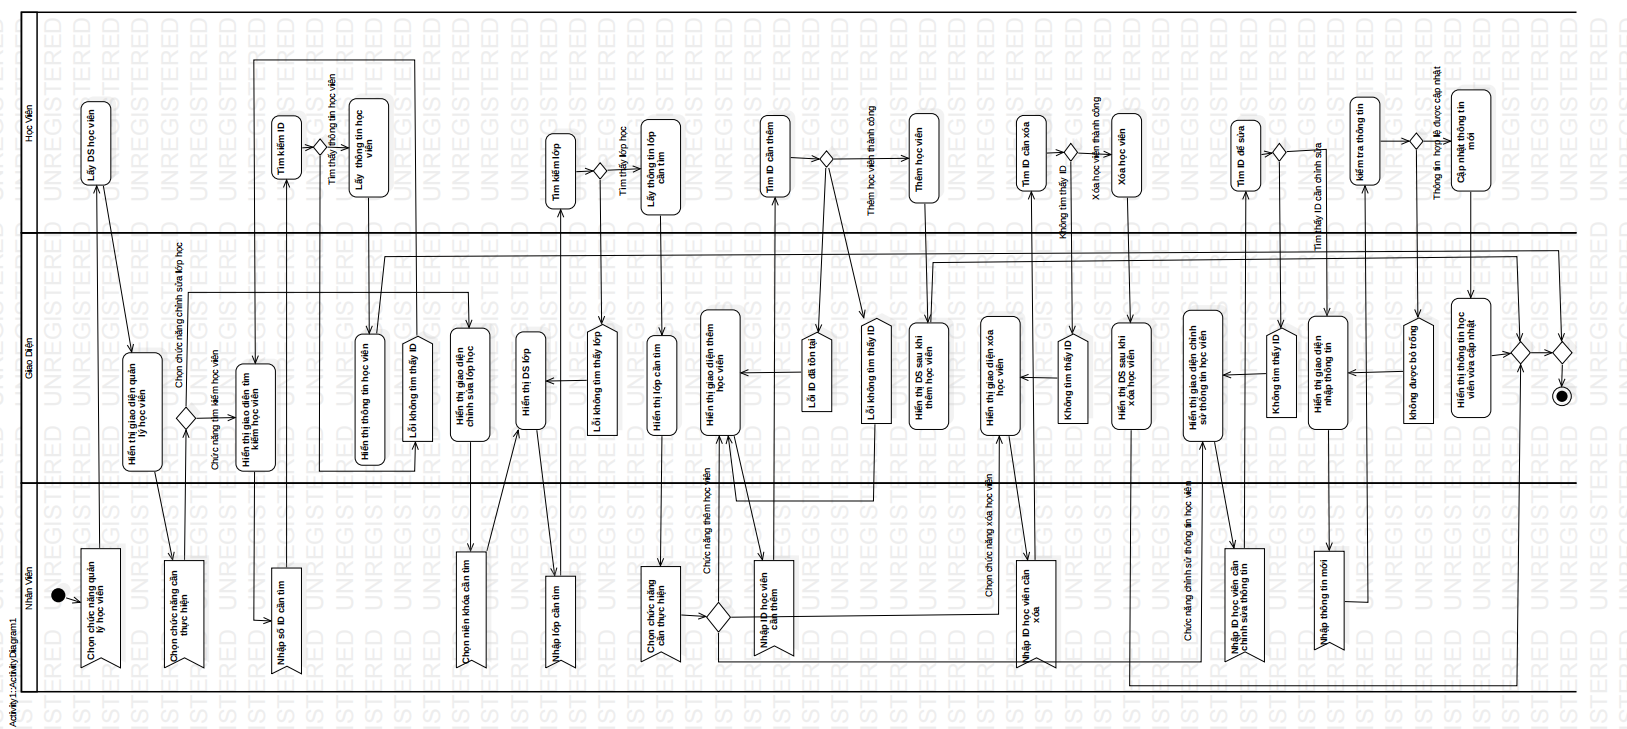 Activity1::ActivityDiagram1
Học Viên
Giao Diện
Nhân Viên
Lấy DS học viên
Tìm kiếm ID
Tìm thấy thông tin học viên
Lấy thông tin học
viên
Tìm kiếm lớp
Tìm thấy lớp học
Lấy thông tin lớp
cần tìm
Tìm ID cần thêm
Thêm học viên thành công
Thêm học viên
Tìm ID cần xóa
Không tìm thấy ID
Xóa học viên thành công
Xóa học viên
Tìm ID để sửa
Tìm thấy ID cần chỉnh sửa
kiểm tra thông tin
Thông tin hợp lệ được cập nhật
Cập nhật thông tin
mới
Hiển thị giao diện quản
lý học viên
Chọn chức năng chỉnh sửa lớp học
Chức năng tìm kiếm học viên
Hiển thị giao diện tìm
kiếm học viên
Hiển thị thông tin học viên
Lỗi không tìm thấy ID
Hiển thị giao diện
chỉnh sửa lớp học
Hiển thị DS lớp
Lỗi không tìm thấy lớp
Hiển thị lớp cần tìm
Hiển thị giao diện thêm
học viên
Lỗi ID đã tồn tại
Lỗi không tìm thấy ID
Hiển thị DS sau khi
thêm học viên
Hiển thị giao diện xóa
học viên
Không tìm thấy ID
Hiển thị DS sau khi
xóa học viên
Hiển thị giao diện chỉnh
sử thông tin học viên
Không tìm thấy ID
Hiển thị giao diện
nhập thông tin
không được bỏ trống
Hiển thị thông tin học
viên vừa cập nhật
Chọn chức năng quản
lý học viên
Chọn chức năng cần
thực hiện
Nhập số ID cần tìm
Chọn niên khóa cần tìm
Nhập lớp cần tìm
Chọn chức năng
cần thực hiện
Chức năng thêm học viên
Nhập ID học viên
cần thêm
Chọn chức năng xóa học viên
Nhập ID học viên cần
xóa
Chức năng chỉnh sử thông tin học viên
Nhập ID học viên cần
chỉnh sửa thông tin
Nhập thông tin mới